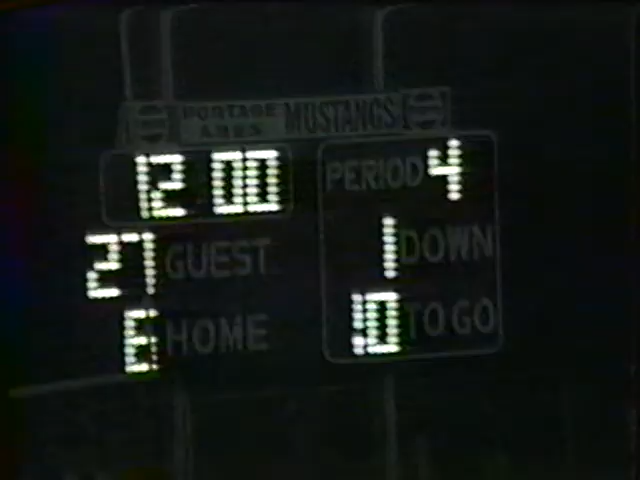 PORTAGE
AREA
MUSTANGS
12 00
PERIOD 4
27 GUEST
1 DOWN
6 HOME
10 TO GO